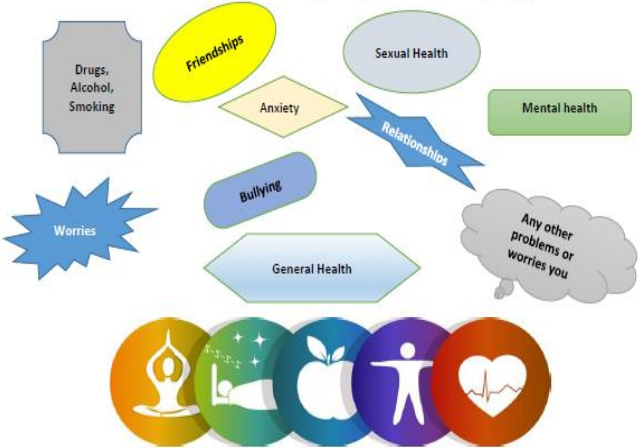 Friendships
Sexual Health
Drugs,
Alcohol,
Smoking
Anxiety
Mental health
Relationships
Bullying
Worries
Any other
problems or
worries you
General Health